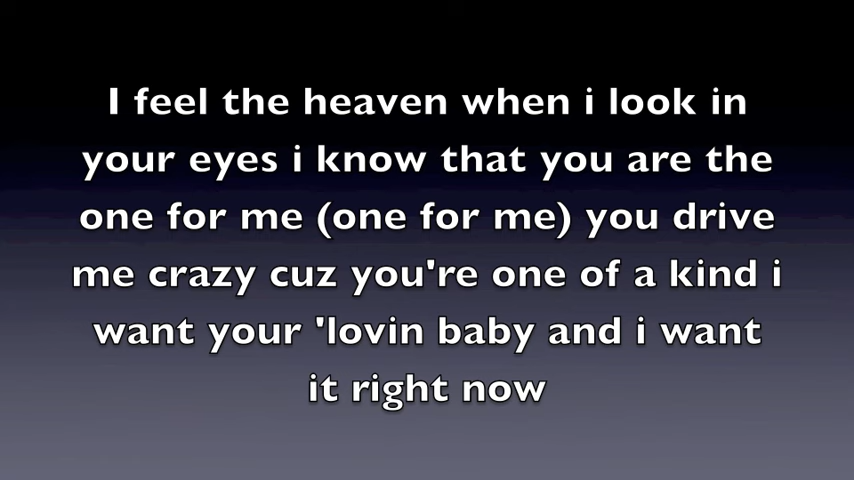 I feel the heaven when i look in
your eyes i know that you are the
one for me (one for me) you drive
me crazy cuz you're one of a kind i
want your 'lovin baby and i want
it right now